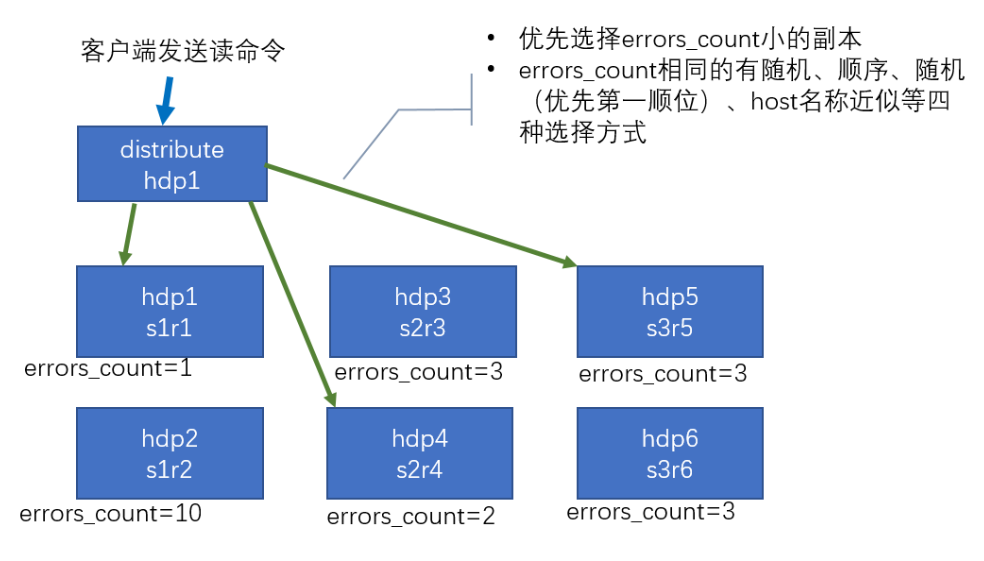 客户端发送读命令
• 优先选择errors_count小的副本
• errors_count相同的有随机、顺序、随机
（优先第一顺位）、host名称近似等四
种选择方式
distribute
hdp1
hdp1
s1r1
errors_count=1
hdp3
s2r3
errors_count=3
hdp5
s3r5
errors_count=3
hdp2
s1r2
errors_count=10
hdp4
s2r4
errors_count=2
hdp6
s3r6
errors_count=3